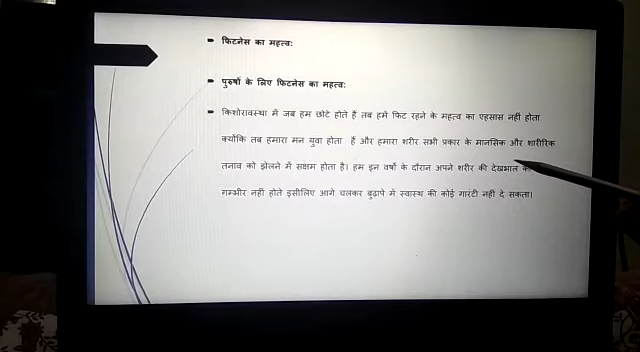 फिटनेस का महत्वः
पुरुषों के लिए फिटनेस का महत्वः
किशोरावस्था में जब हम छोटे होते हैं तब हमें फिट रहने के महत्व का एहसास नहीं होता
क्योंकि तब हमारा मन युवा होता हैं और हमारा शरीर सभी प्रकार के मानसिक और शारीरिक
तनाव को झेलने में सक्षम होता है। हम इन वर्षों के दौरान अपने शरीर की देखभाल
गम्भीर नहीं होते इसीलिए आगे चलकर बुढ़ापे में स्वास्थ की कोई गारंटी नहीं दे सकता।